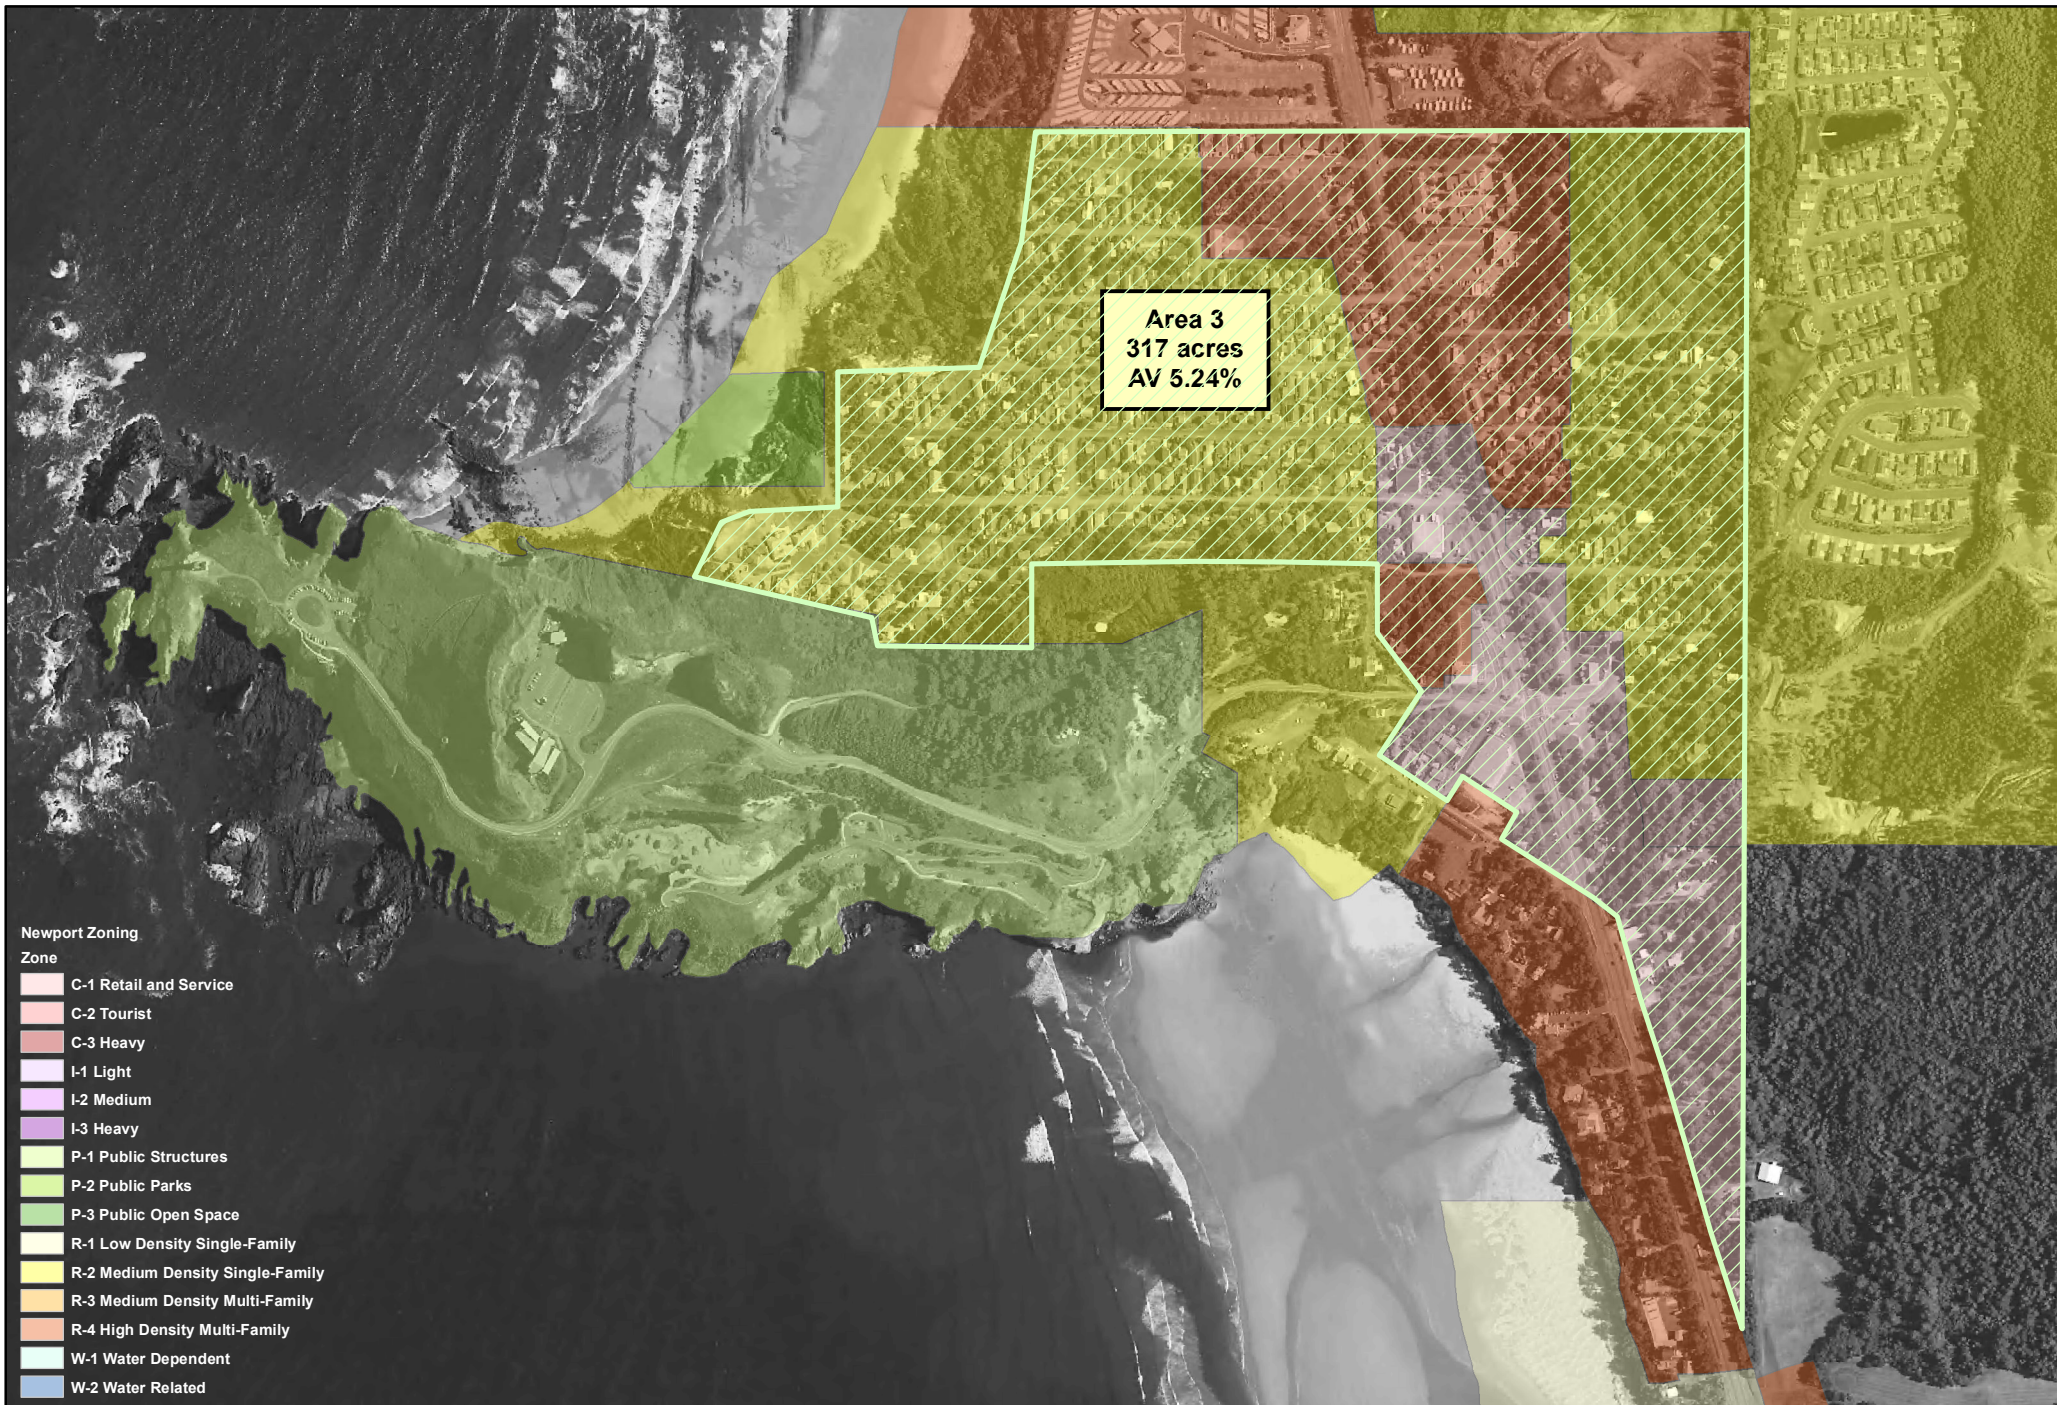 Area 3
317 acres
AV 5.24%
Newport Zoning
Zone
C-1 Retail and Service
C-2 Tourist
C-3 Heavy
I-1 Light
I-2 Medium
I-3 Heavy
P-1 Public Structures
P-2 Public Parks
P-3 Public Open Space
R-1 Low Density Single-Family
R-2 Medium Density Single-Family
R-3 Medium Density Multi-Family
R-4 High Density Multi-Family
W-1 Water Dependent
W-2 Water Related